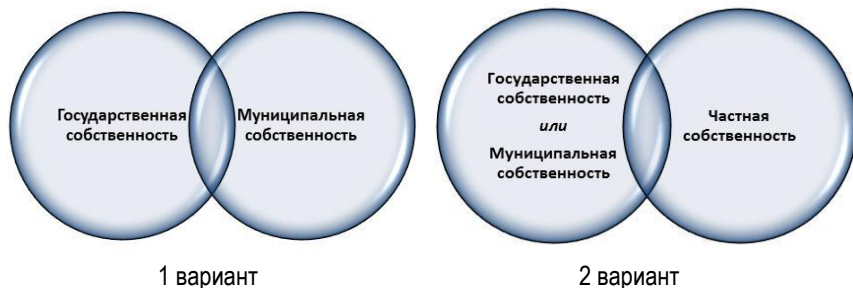 Государственная
собственность
Муниципальная
собственность
Государственная
собственность
или
Муниципальная
собственность
Частная
собственность
1 вариант
2 вариант